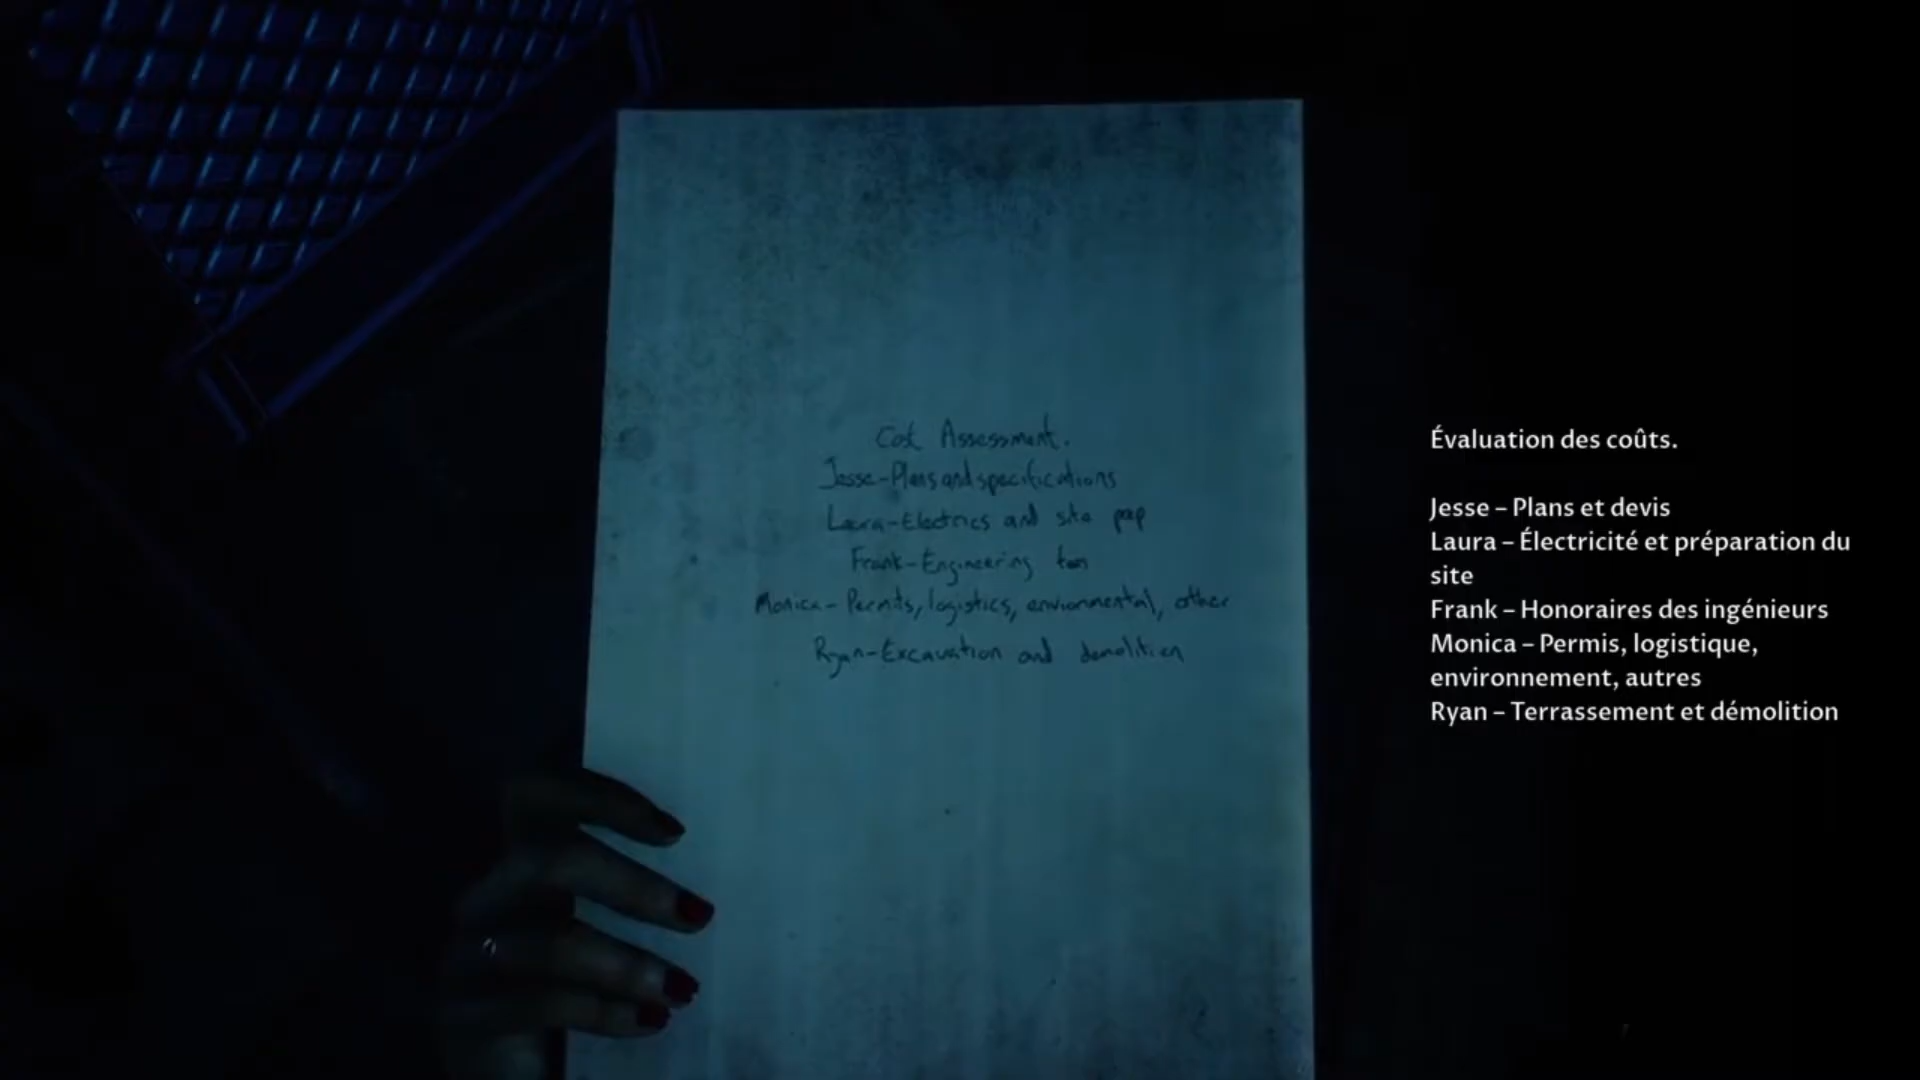 Cost Assessment.
Jesse-Plans and specifications
Laura-Electrics and site prep
Frank-Engineering
Monica- Permits, logistics, environmental, other
Ryan-Excavation and demolition
Évaluation des coûts.
Jesse – Plans et devis
Laura – Électricité et préparation du
site
Frank – Honoraires des ingénieurs
Monica – Permis, logistique,
environnement, autres
Ryan – Terrassement et démolition